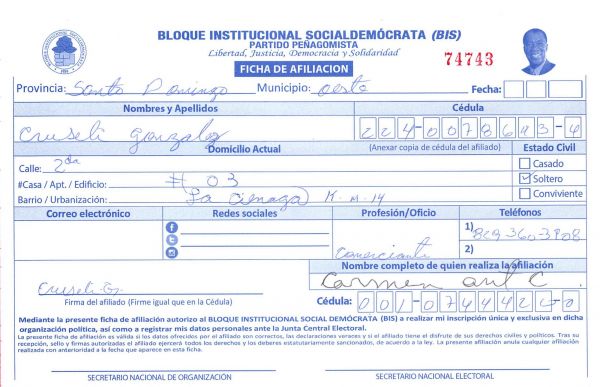 BLOQUE INSTITUCIONAL SOCIALDEMÓCRATA (BIS)
PARTIDO PEÑAGOMISTA
Libertad, Justicia, Democracia y Solidaridad
74743
FICHA DE AFILIACION
Provincia: Santo Domingo Municipio: Oeste Fecha:
Nombres y Apellidos Cédula
Cruseli Gonzalez 224-0078643-4
Domicilio Actual (Anexar copia de cédula del afiliado) Estado Civil
Calle: 2da Casado
#Casa / Apt. / Edificio: # 03 Soltero
Barrio / Urbanización: La Cienaga K-m-14 Conviviente
Correo electrónico Redes sociales Profesión/Oficio Teléfonos
1) 829-360-3908
Comerciante 2)
Nombre completo de quien realiza la afiliación
Cruseli-G. Carmen C.
Firma del afiliado (Firme igual que en la Cédula) Cédula: 001-0744421-0
Mediante la presente ficha de afiliación autorizo al BLOQUE INSTITUCIONAL SOCIAL DEMÓCRATA (BIS) a realizar mi inscripción única y exclusiva en dicha
organización política, así como a registrar mis datos personales ante la Junta Central Electoral.
La presente ficha de afiliación es válida si los datos ofrecidos por el afiliado son correctos, las declaraciones veraces y si el afiliado tiene el disfrute de sus derechos civiles y políticos. Tras su
recepción, sello y firmas autorizadas el afiliado ejercerá todos los derechos y los deberes estatutariamente sancionados, de acuerdo a la ley. La presente afiliación anula cualquier afiliación
realizada con anterioridad a la fecha que aparece en esta ficha.
SECRETARIO NACIONAL DE ORGANIZACIÓN SECRETARIO NACIONAL ELECTORAL